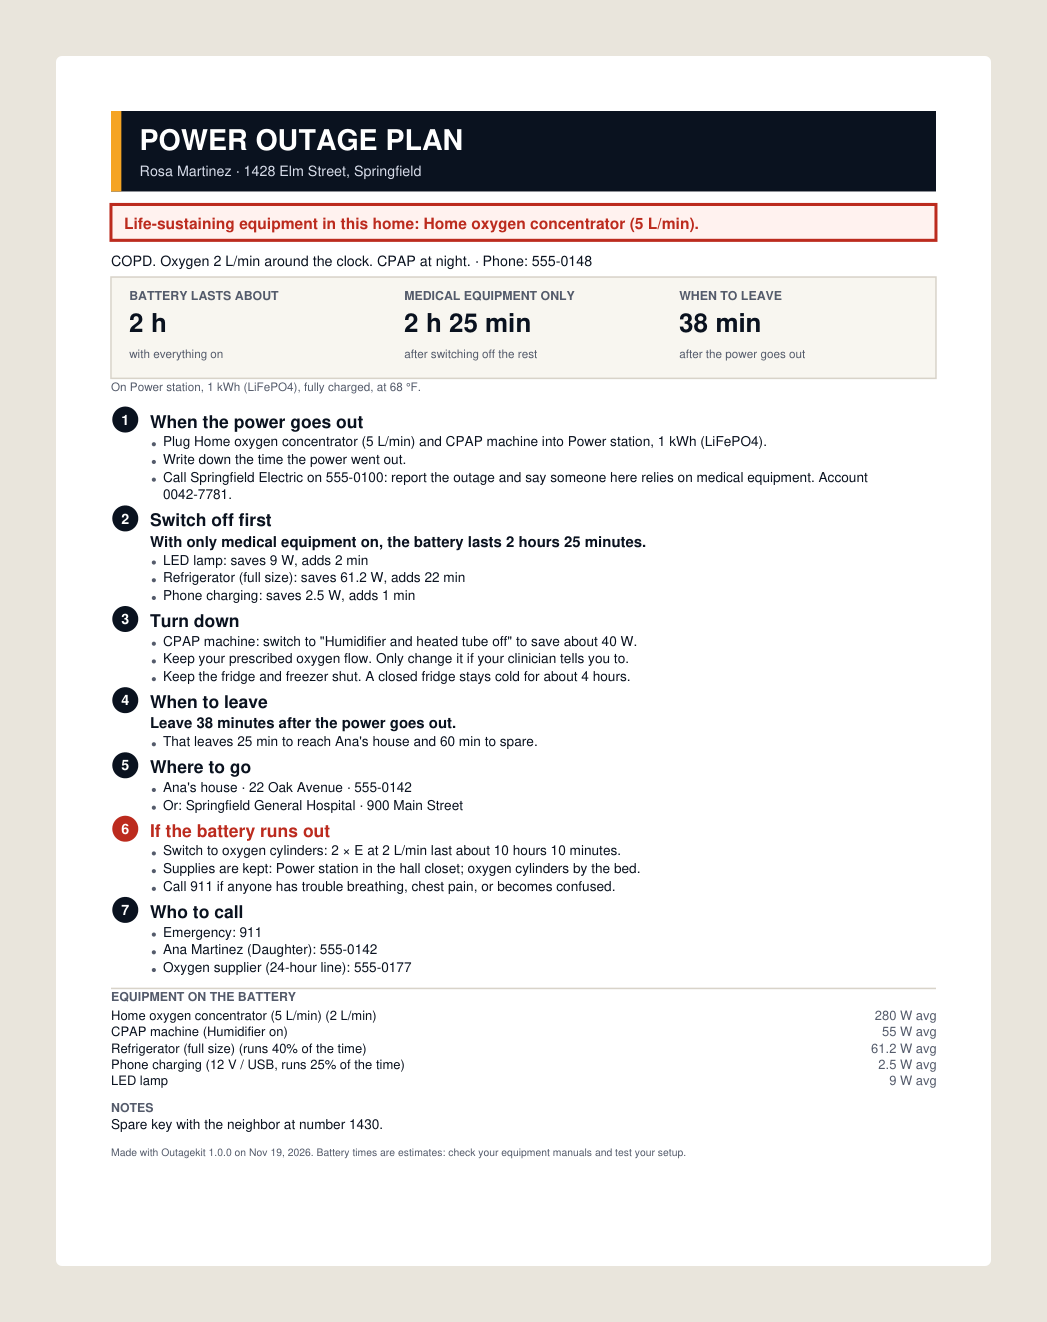 POWER OUTAGE PLAN
Rosa Martinez · 1428 Elm Street, Springfield
Life-sustaining equipment in this home: Home oxygen concentrator (5 L/min).
COPD. Oxygen 2 L/min around the clock. CPAP at night. · Phone: 555-0148
BATTERY LASTS ABOUT
2 h
with everything on
MEDICAL EQUIPMENT ONLY
2 h 25 min
after switching off the rest
WHEN TO LEAVE
38 min
after the power goes out
On Power station, 1 kWh (LiFePO4), fully charged, at 68 °F.
1 When the power goes out
• Plug Home oxygen concentrator (5 L/min) and CPAP machine into Power station, 1 kWh (LiFePO4).
• Write down the time the power went out.
• Call Springfield Electric on 555-0100: report the outage and say someone here relies on medical equipment. Account
0042-7781.
2 Switch off first
With only medical equipment on, the battery lasts 2 hours 25 minutes.
• LED lamp: saves 9 W, adds 2 min
• Refrigerator (full size): saves 61.2 W, adds 22 min
• Phone charging: saves 2.5 W, adds 1 min
3 Turn down
• CPAP machine: switch to "Humidifier and heated tube off" to save about 40 W.
• Keep your prescribed oxygen flow. Only change it if your clinician tells you to.
• Keep the fridge and freezer shut. A closed fridge stays cold for about 4 hours.
4 When to leave
Leave 38 minutes after the power goes out.
• That leaves 25 min to reach Ana's house and 60 min to spare.
5 Where to go
• Ana's house · 22 Oak Avenue · 555-0142
• Or: Springfield General Hospital · 900 Main Street
6 If the battery runs out
• Switch to oxygen cylinders: 2 × E at 2 L/min last about 10 hours 10 minutes.
• Supplies are kept: Power station in the hall closet; oxygen cylinders by the bed.
• Call 911 if anyone has trouble breathing, chest pain, or becomes confused.
7 Who to call
• Emergency: 911
• Ana Martinez (Daughter): 555-0142
• Oxygen supplier (24-hour line): 555-0177
EQUIPMENT ON THE BATTERY
Home oxygen concentrator (5 L/min) (2 L/min) 280 W avg
CPAP machine (Humidifier on) 55 W avg
Refrigerator (full size) (runs 40% of the time) 61.2 W avg
Phone charging (12 V / USB, runs 25% of the time) 2.5 W avg
LED lamp 9 W avg
NOTES
Spare key with the neighbor at number 1430.
Made with Outagekit 1.0.0 on Nov 19, 2026. Battery times are estimates: check your equipment manuals and test your setup.